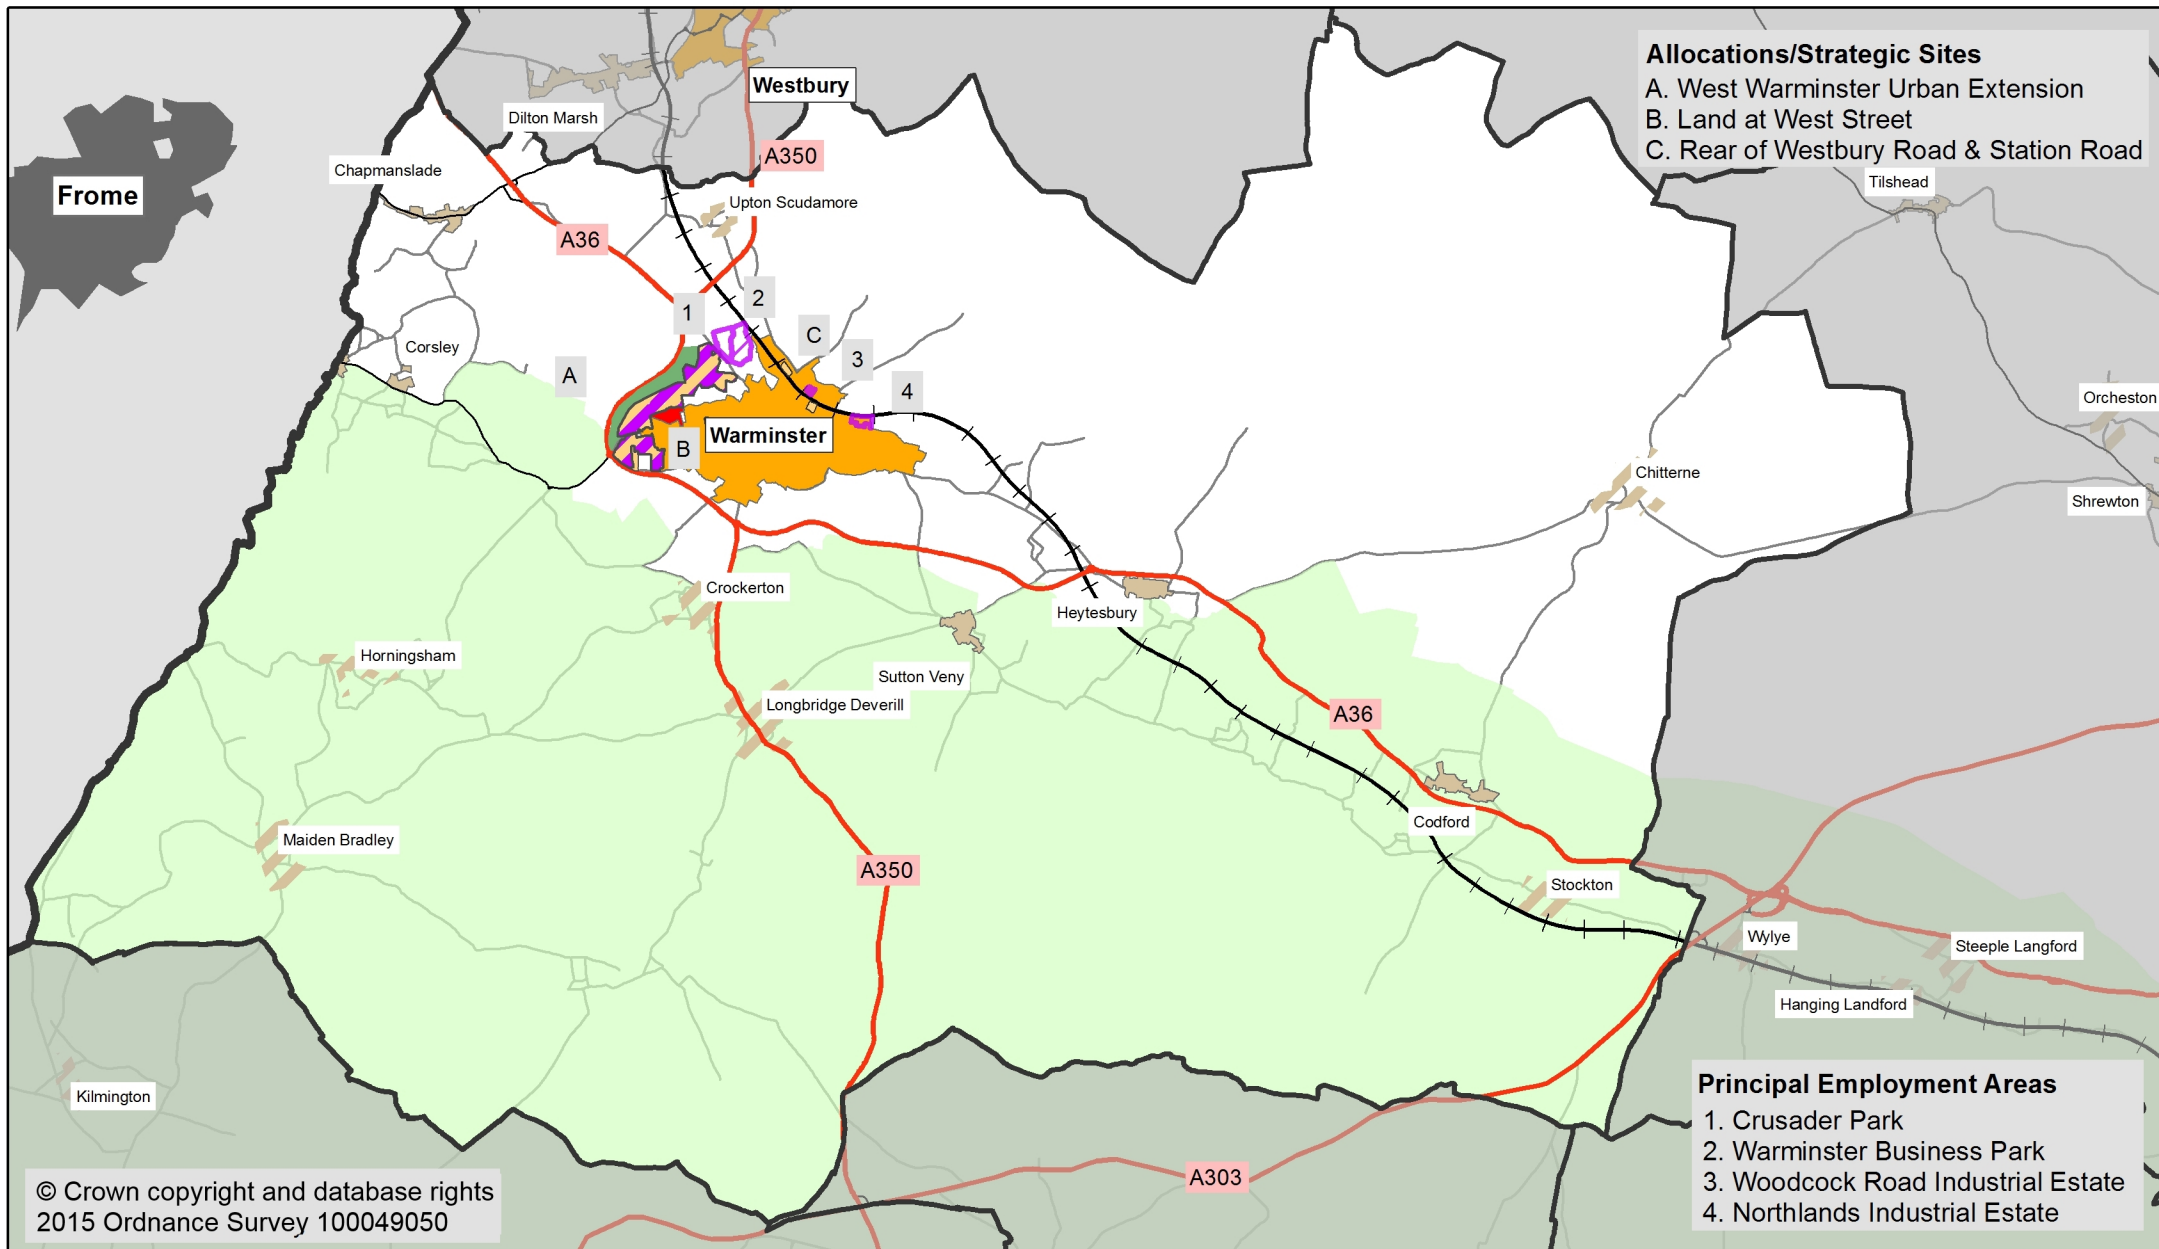 Allocations/Strategic Sites
A. West Warminster Urban Extension
B. Land at West Street
C. Rear of Westbury Road & Station Road
Westbury
Dilton Marsh
A350
Chapmanslade
Tilshead
Frome
Upton Scudamore
A36
2
1
C
Corsley
3
A
4
Orcheston
Warminster
B
Chitterne
Shrewton
Crockerton
Heytesbury
Horningsham
Sutton Veny
Longbridge Deverill
A36
Codford
Maiden Bradley
A350
Stockton
Wylye
Steeple Langford
Hanging Landford
Kilmington
Principal Employment Areas
1. Crusader Park
2. Warminster Business Park
3. Woodcock Road Industrial Estate
4. Northlands Industrial Estate
A303
© Crown copyright and database rights
2015 Ordnance Survey 100049050